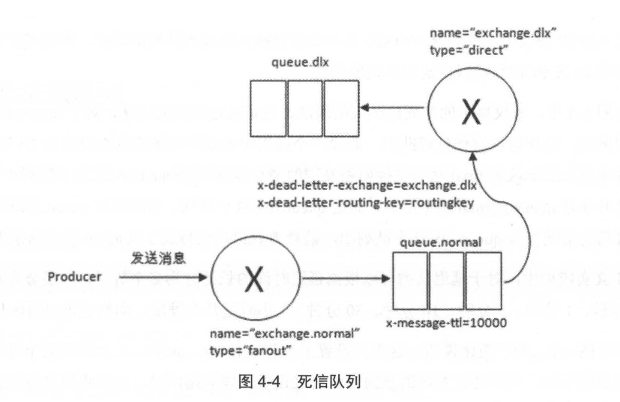 name="exchange.dlx"
type="direct"
queue.dlx
X
x-dead-letter-exchange=exchange.dlx
x-dead-letter-routing-key=routingkey
queue.normal
发送消息
Producer
X
x-message-ttl=10000
name="exchange.normal"
type="fanout"
图 4-4 死信队列